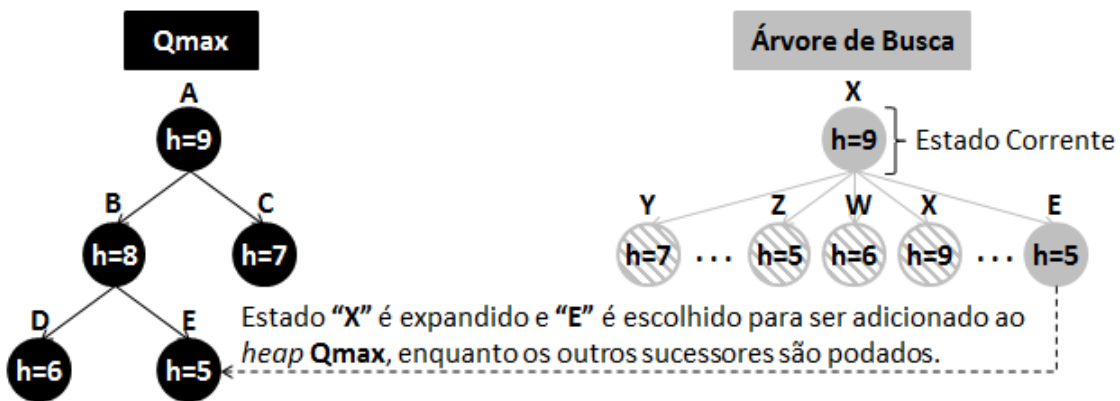 Qmax
Árvore de Busca
A
X
h=9
h=9
Estado Corrente
B
C
Y
Z
W
X
E
h=8
h=7
h=7
...
h=5
h=6
h=9
...
h=5
D
E
Estado “X” é expandido e “E” é escolhido para ser adicionado ao
heap Qmax, enquanto os outros sucessores são podados.
h=6
h=5